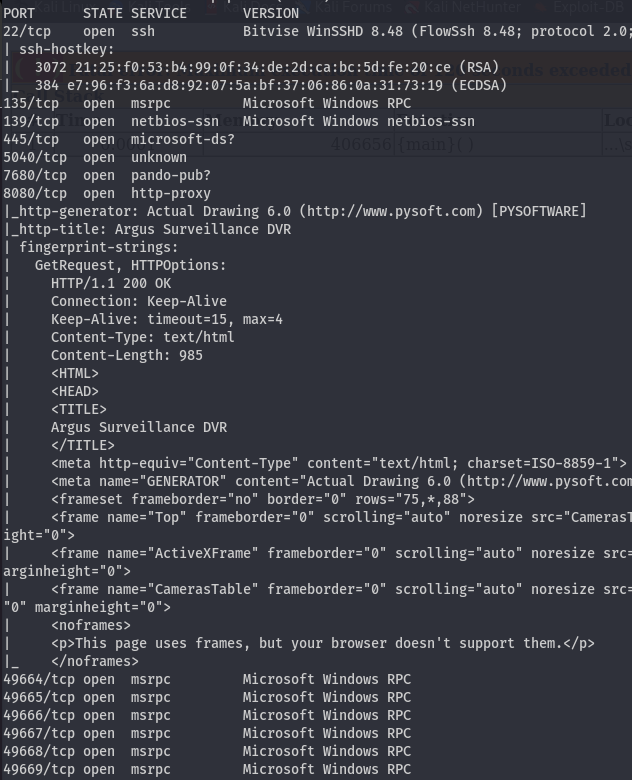 PORT STATE SERVICE VERSION
22/tcp open ssh Bitvise WinSSHD 8.48 (FlowSsh 8.48; protocol 2.0;
| ssh-hostkey:
| 3072 21:25:f0:53:b4:99:0f:34:de:2d:ca:bc:5d:fe:20:ce (RSA)
|_ 384 e7:96:f3:6a:d8:92:07:5a:bf:37:06:86:0a:31:73:19 (ECDSA)
135/tcp open msrpc Microsoft Windows RPC
139/tcp open netbios-ssn Microsoft Windows netbios-ssn
445/tcp open microsoft-ds?
5040/tcp open unknown
7680/tcp open pando-pub?
8080/tcp open http-proxy
|_http-generator: Actual Drawing 6.0 (http://www.pysoft.com) [PYSOFTWARE]
|_http-title: Argus Surveillance DVR
| fingerprint-strings:
| GetRequest, HTTPOptions:
| HTTP/1.1 200 OK
| Connection: Keep-Alive
| Keep-Alive: timeout=15, max=4
| Content-Type: text/html
| Content-Length: 985
| <HTML>
| <HEAD>
| <TITLE>
| Argus Surveillance DVR
| </TITLE>
| <meta http-equiv="Content-Type" content="text/html; charset=ISO-8859-1">
| <meta name="GENERATOR" content="Actual Drawing 6.0 (http://www.pysoft.com
| <frameset frameborder="no" border="0" rows="75,*,88">
| <frame name="Top" frameborder="0" scrolling="auto" noresize src="CamerasT
ight="0">
| <frame name="ActiveXFrame" frameborder="0" scrolling="auto" noresize src=
arginheight="0">
| <frame name="CamerasTable" frameborder="0" scrolling="auto" noresize src=
"0" marginheight="0">
| <noframes>
| <p>This page uses frames, but your browser doesn't support them.</p>
|_ </noframes>
49664/tcp open msrpc Microsoft Windows RPC
49665/tcp open msrpc Microsoft Windows RPC
49666/tcp open msrpc Microsoft Windows RPC
49667/tcp open msrpc Microsoft Windows RPC
49668/tcp open msrpc Microsoft Windows RPC
49669/tcp open msrpc Microsoft Windows RPC